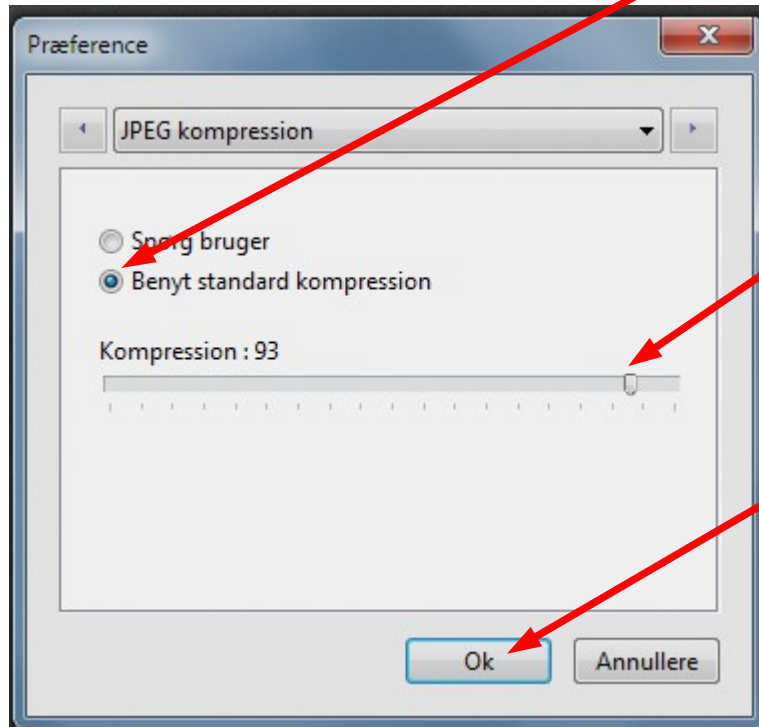 Præference
JPEG kompression
Spørg bruger
Benyt standard kompression
Kompression : 93
Ok
Annullere